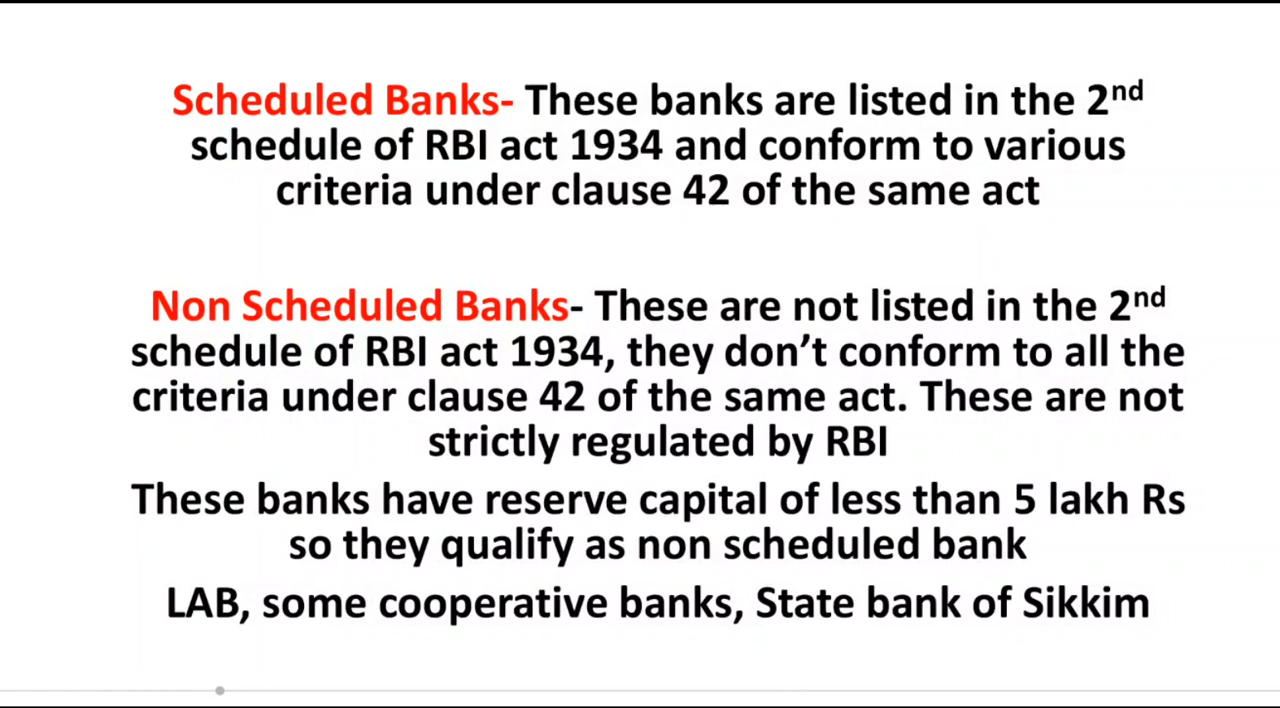 Scheduled Banks- These banks are listed in the 2nd
schedule of RBI act 1934 and conform to various
criteria under clause 42 of the same act
Non Scheduled Banks- These are not listed in the 2nd
schedule of RBI act 1934, they don’t conform to all the
criteria under clause 42 of the same act. These are not
strictly regulated by RBI
These banks have reserve capital of less than 5 lakh Rs
so they qualify as non scheduled bank
LAB, some cooperative banks, State bank of Sikkim